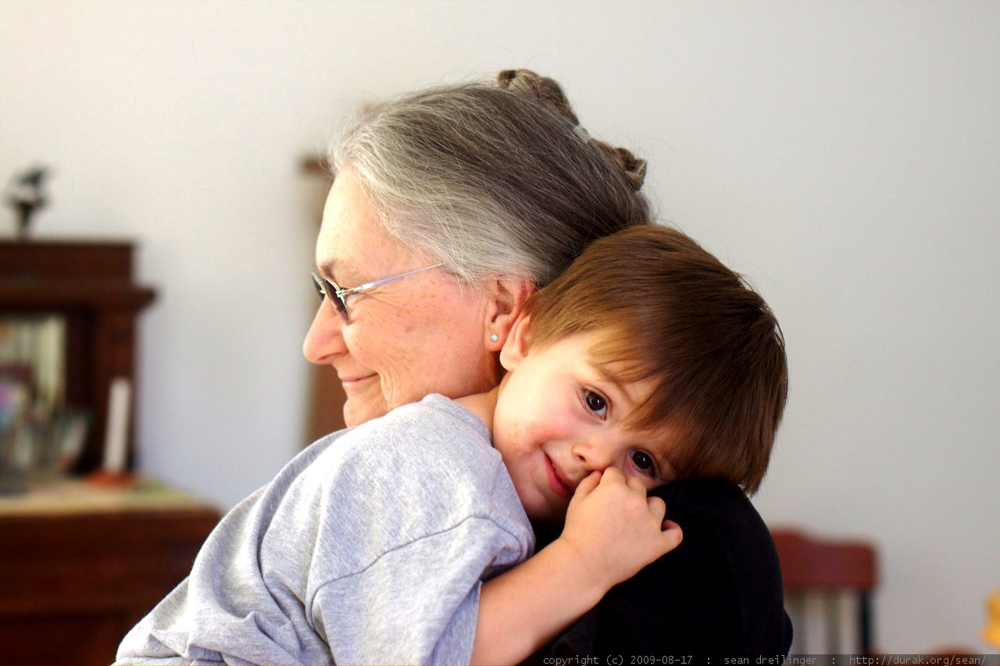 copyright (c) 2009-08-17 : sean dreilinger : http://durak.org/sean/